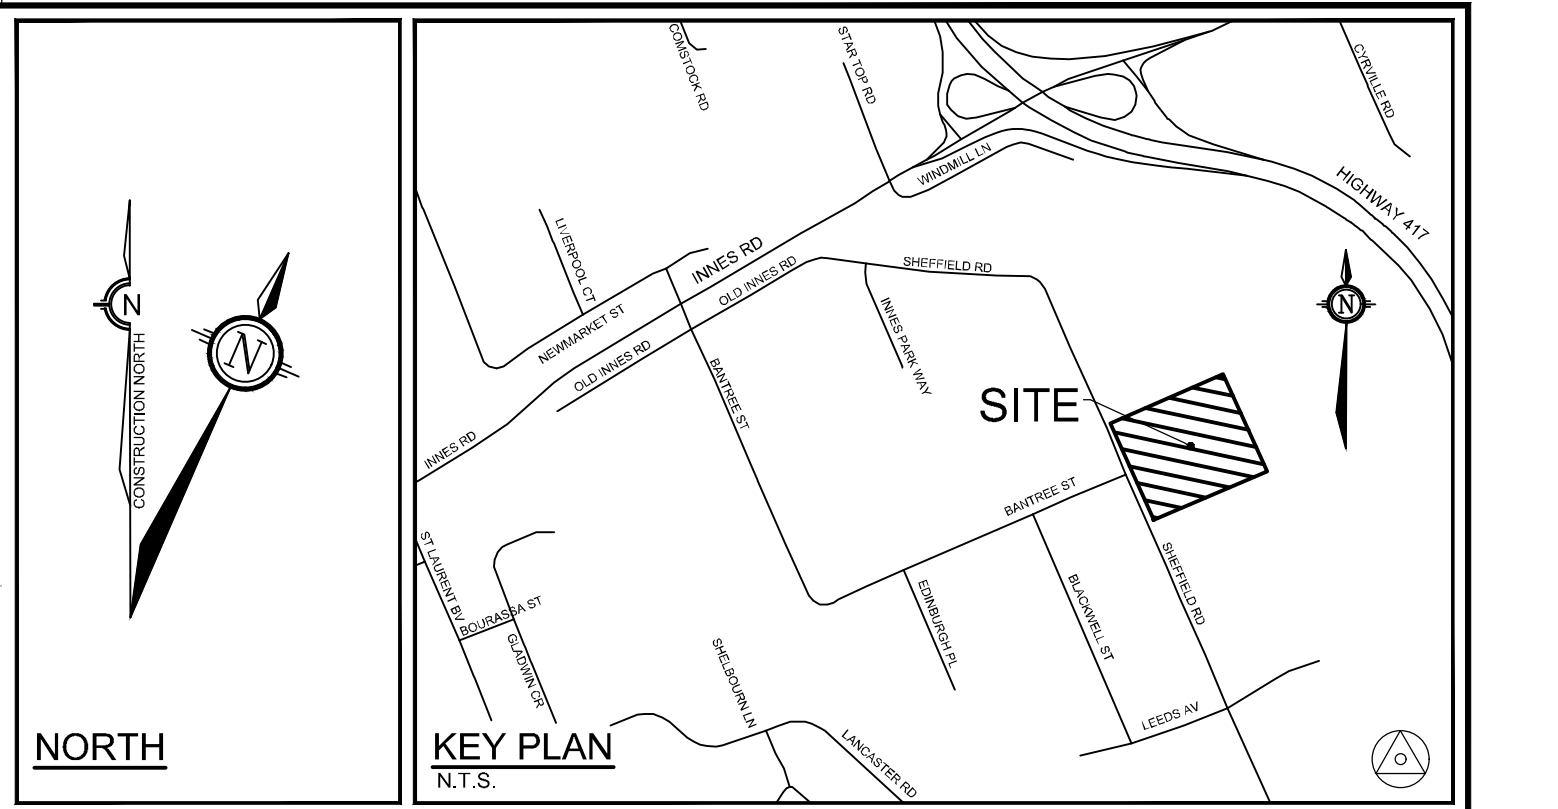 N
CONSTRUCTION NORTH
N
NORTH
COMSTOCK RD
STAR TOP RD
CYRVILLE RD
WINDMILL LN
HIGHWAY 417
LIVERPOOL CT
INNES RD
OLD INNES RD
SHEFFIELD RD
N
NEWMARKET ST
INNES PARK WAY
OLD INNES RD
BANTREE ST
SITE
INNES RD
BANTREE ST
ST LAURENT BV
SHEFFIELD RD
BOURASSA ST
EDINBURGH PL
BLACKWELL ST
GLADWIN CR
SHELBOURN LN
LEEDS AV
LANCASTER RD
KEY PLAN
N.T.S.